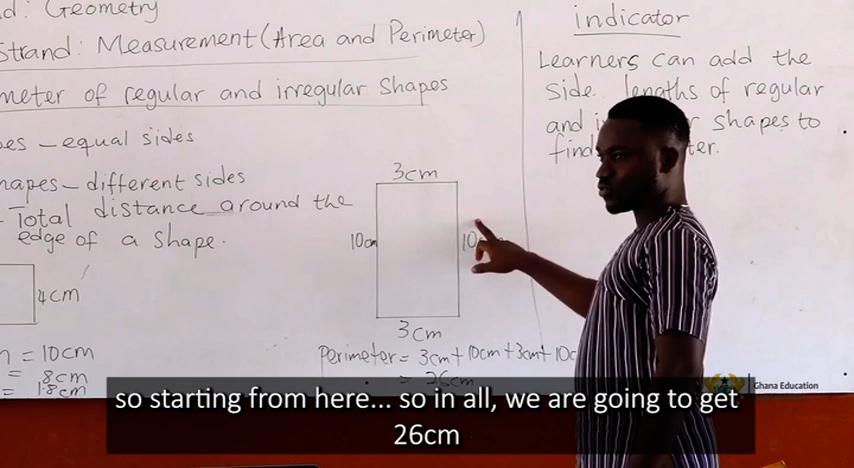 d: Geometry
Strand: Measurement (Area and Perimeter)
meter of regular and irregular Shapes
es - equal sides
hapes - different sides
- Total distance around the
edge of a shape.
4cm
= 10cm
= 8cm
= 18cm
3cm
10cm
10
3cm
Perimeter = 3cm + 10cm + 3cm + 10c
= 26cm
indicator
Learners can add the
side lengths of regular
and shapes to
find ter.
Ghana Education
so starting from here... so in all, we are going to get
26cm